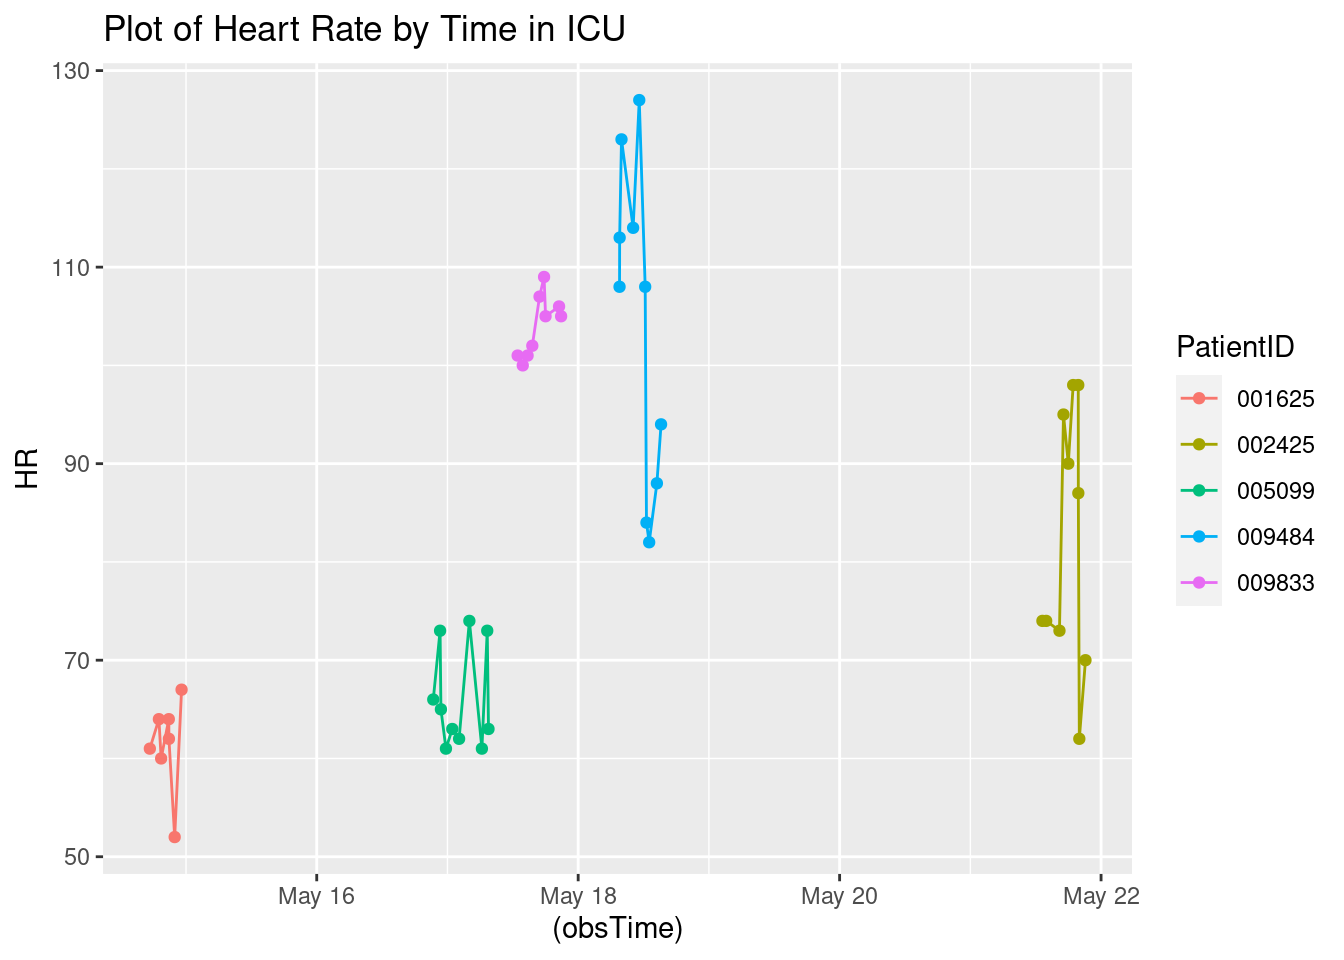 Plot of Heart Rate by Time in ICU
130
110
90
70
50
HR
May 16
May 18
May 20
May 22
(obsTime)
PatientID
001625
002425
005099
009484
009833